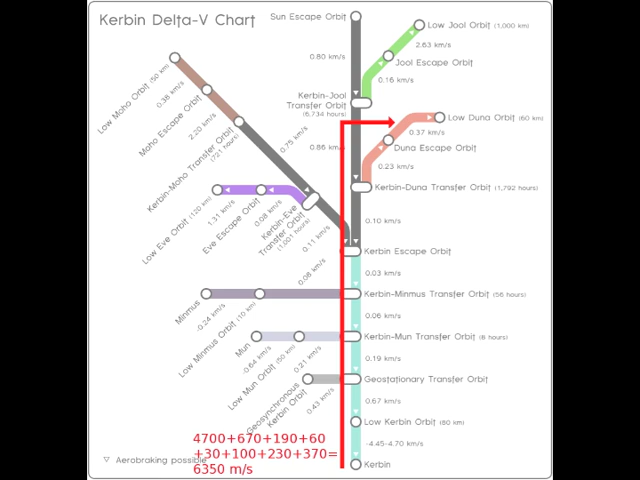 Kerbin Delta-V Chart
Sun Escape Orbit
Low Jool Orbit (1,000 km)
2.83 km/s
Jool Escape Orbit
0.16 km/s
0.80 km/s
Kerbin-Jool
Transfer Orbit
(6,734 hours)
0.86 km/s
Low Duna Orbit (60 km)
0.37 km/s
Duna Escape Orbit
0.23 km/s
Kerbin-Duna Transfer Orbit (1,792 hours)
0.10 km/s
Low Moho Orbit (50 km)
0.38 km/s
Moho Escape Orbit
2.20 km/s
Kerbin-Moho Transfer Orbit
(721 hours)
0.75 km/s
Low Eve Orbit (120 km)
1.31 km/s
Eve Escape Orbit
0.08 km/s
Kerbin-Eve
Transfer Orbit
(1,001 hours)
0.11 km/s
0.08 km/s
Kerbin Escape Orbit
0.03 km/s
Kerbin-Minmus Transfer Orbit (56 hours)
0.06 km/s
Kerbin-Mun Transfer Orbit (8 hours)
0.19 km/s
Geostationary Transfer Orbit
0.67 km/s
Low Kerbin Orbit (80 km)
~4.45-4.70 km/s
Kerbin
Minmus
~0.24 km/s
Low Minmus Orbit (10 km)
Mun
~0.64 km/s
Low Mun Orbit (50 km)
0.21 km/s
Geosynchronous
Kerbin Orbit
0.43 km/s
4700+670+190+60
+30+100+230+370=
6350 m/s
▽ Aerobraking possible